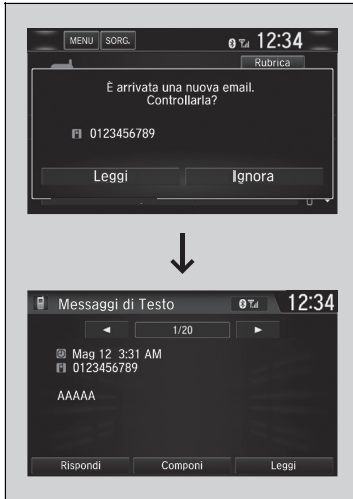 MENU SORG. 12:34
Rubrica
È arrivata una nuova email.
Controllarla?
0123456789
Leggi Ignora
Messaggi di Testo 12:34
1/20
Mag 12 3:31 AM
0123456789
AAAAA
Rispondi Componi Leggi